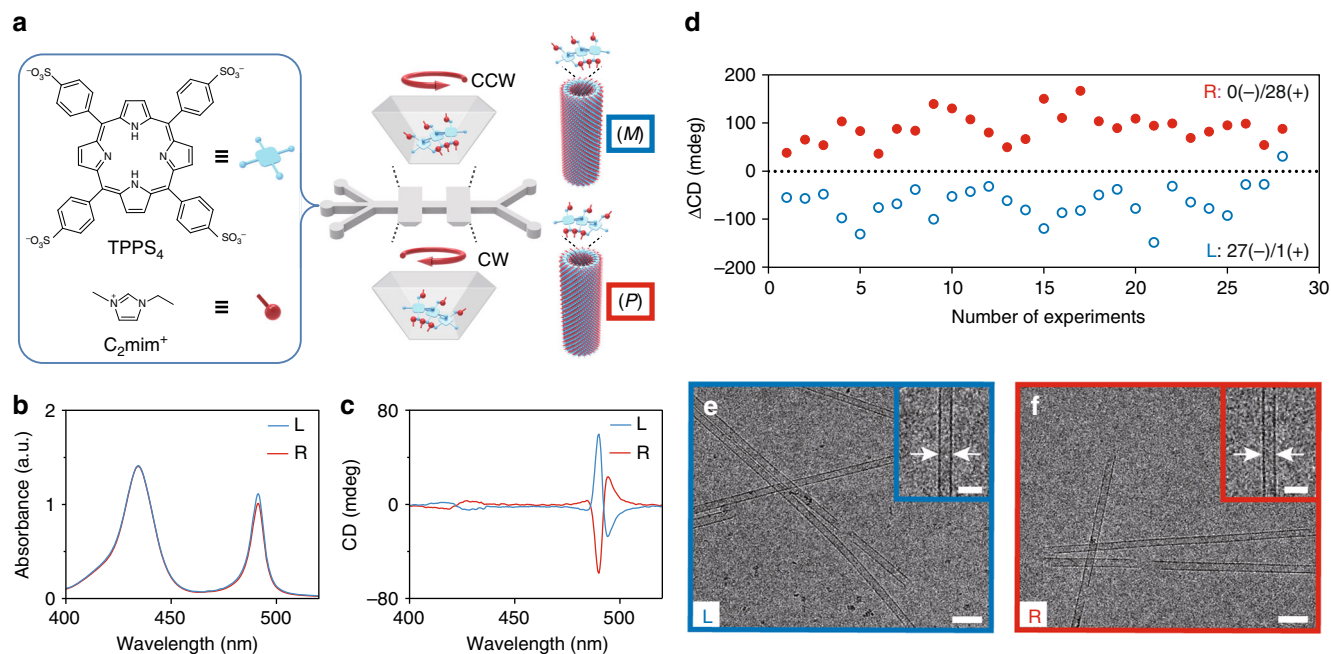 a
⁻O₃S
SO₃⁻
NH
N
N
H
N
⁻O₃S
SO₃⁻
TPPS₄
≡
N
+
N
C₂mim⁺
≡
CCW
CW
(M)
(P)
d
200
100
0
−100
−200
ΔCD (mdeg)
R: 0(−)/28(+)
L: 27(−)/1(+)
0
5
10
15
20
25
30
Number of experiments
b
2
1
0
Absorbance (a.u.)
L
R
400
450
500
Wavelength (nm)
c
80
0
−80
CD (mdeg)
L
R
400
450
500
Wavelength (nm)
e
L
f
R